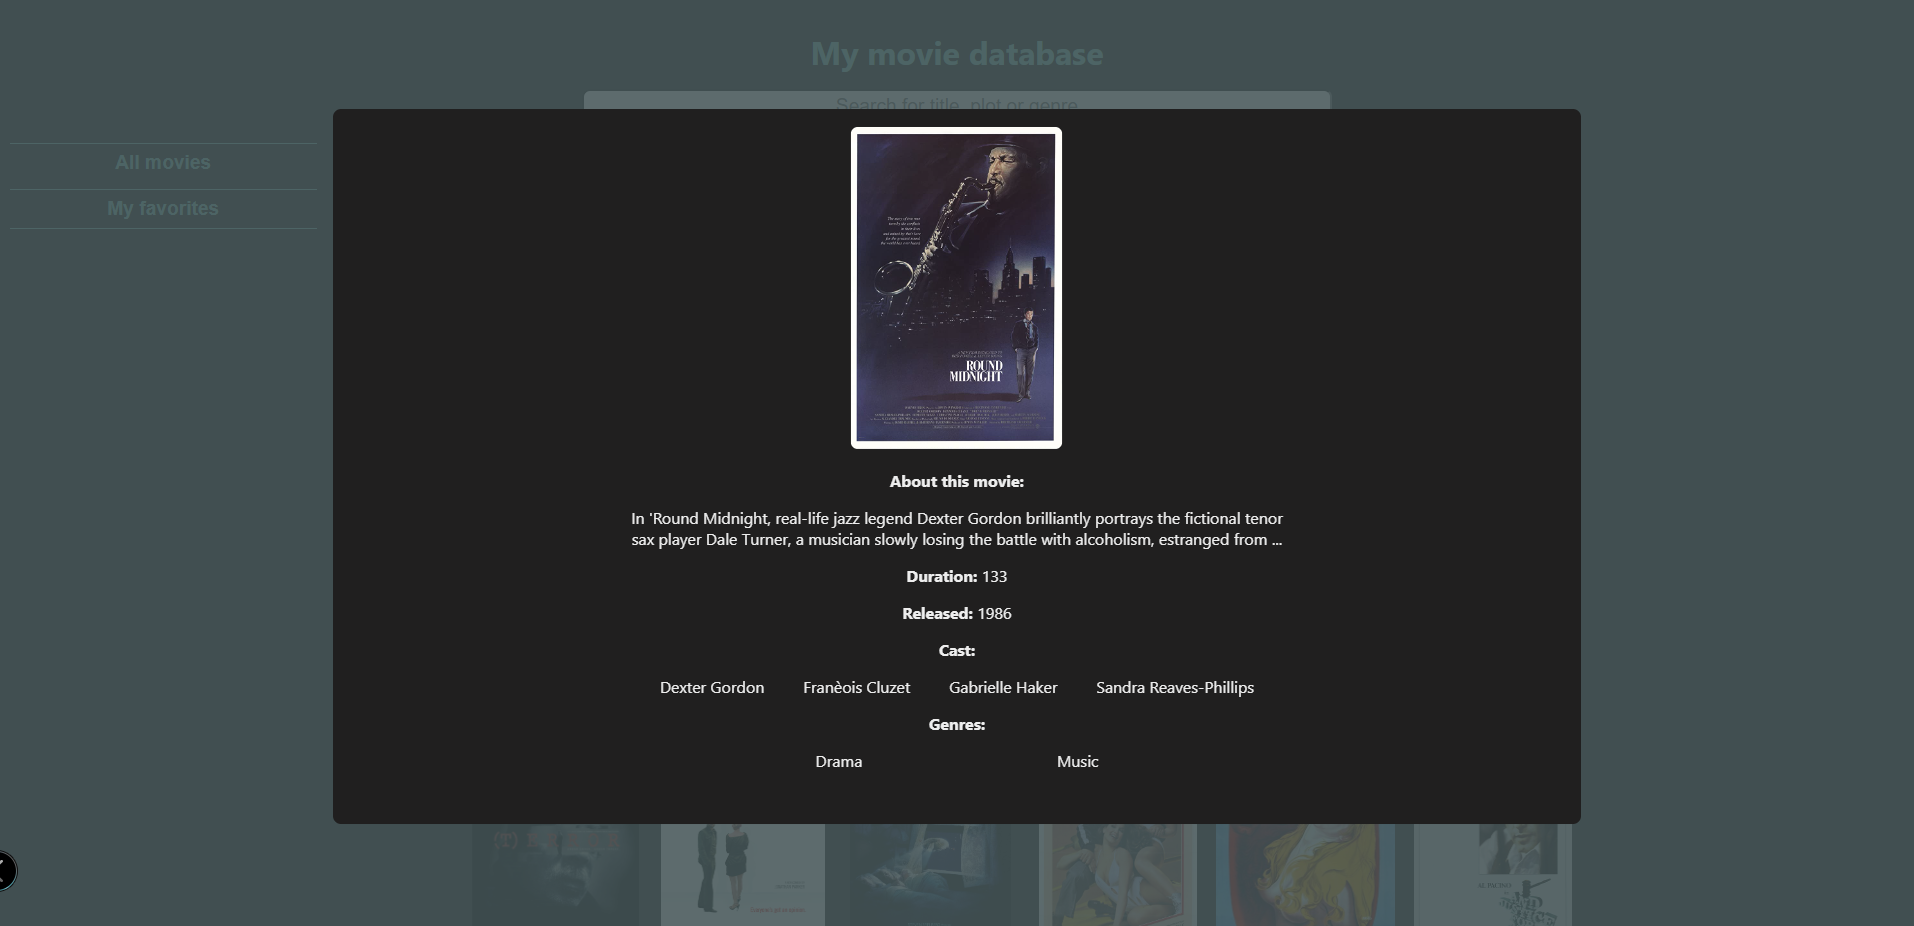 My movie database
Search for title, plot or genre
All movies
My favorites
ROUND
MIDNIGHT
About this movie:
In 'Round Midnight, real-life jazz legend Dexter Gordon brilliantly portrays the fictional tenor
sax player Dale Turner, a musician slowly losing the battle with alcoholism, estranged from ...
Duration: 133
Released: 1986
Cast:
Dexter Gordon Franèois Cluzet Gabrielle Haker Sandra Reaves-Phillips
Genres:
Drama Music
AL PACINO